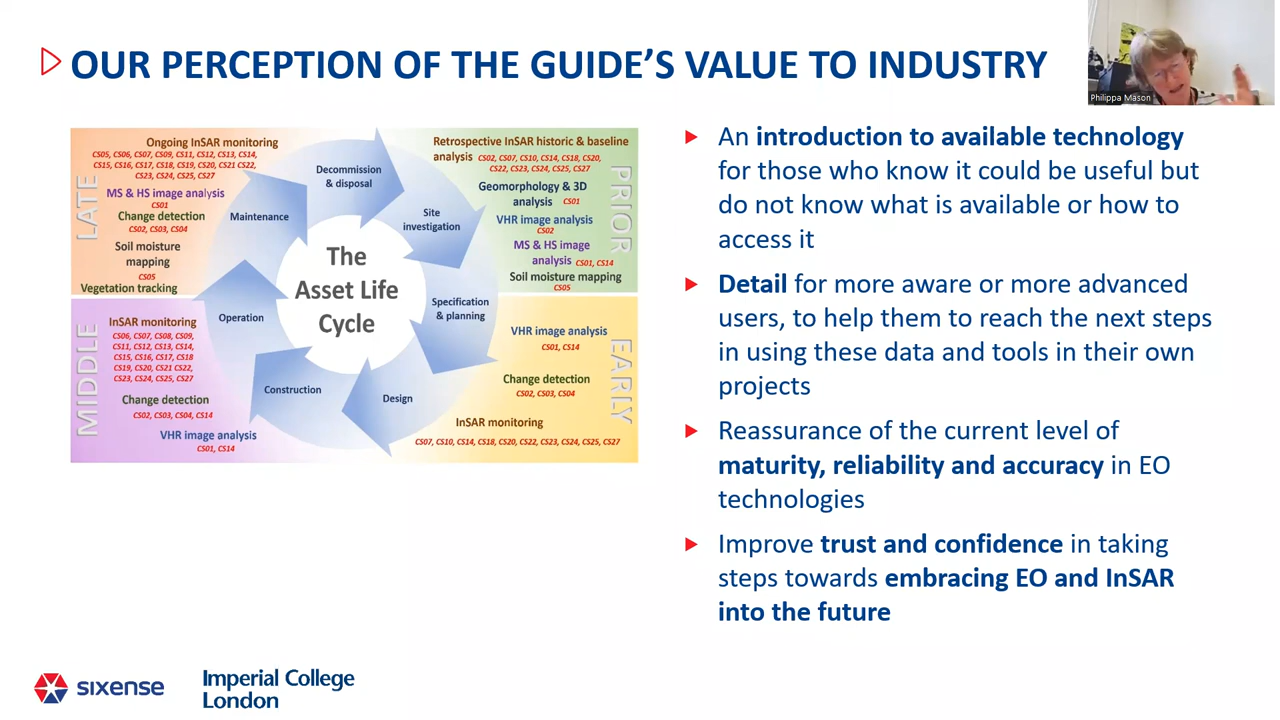 OUR PERCEPTION OF THE GUIDE'S VALUE TO INDUSTRY
Philippa Mason
LATE
Ongoing InSAR monitoring
CS05, CS06, CS07, CS09, CS11, CS12, CS13, CS14,
CS15, CS16, CS17, CS18, CS19, CS20, CS21 CS22,
CS23, CS24, CS25, CS27
MS & HS image analysis
CS01
Change detection
CS02, CS03, CS04
Soil moisture
mapping
CS05
Vegetation tracking
PRIOR
Retrospective InSAR historic & baseline
analysis CS02, CS07, CS10, CS14, CS18, CS20,
CS22, CS23, CS24, CS25, CS27
Geomorphology & 3D
analysis CS01
VHR image analysis
CS02
MS & HS image
analysis CS01, CS14
Soil moisture mapping
CS05
MIDDLE
InSAR monitoring
CS06, CS07, CS08, CS09,
CS11, CS12, CS13, CS14,
CS15, CS16, CS17, CS18
CS19, CS20, CS21 CS22,
CS23, CS24, CS25, CS27
Change detection
CS02, CS03, CS04, CS14
VHR image analysis
CS01, CS14
EARLY
VHR image analysis
CS01, CS14
Change detection
CS02, CS03, CS04
InSAR monitoring
CS07, CS10, CS14, CS18, CS20, CS22, CS23, CS24, CS25, CS27
The
Asset Life
Cycle
Decommission
& disposal
Site
investigation
Specification
& planning
Design
Construction
Operation
Maintenance
An introduction to available technology
for those who know it could be useful but
do not know what is available or how to
access it
Detail for more aware or more advanced
users, to help them to reach the next steps
in using these data and tools in their own
projects
Reassurance of the current level of
maturity, reliability and accuracy in EO
technologies
Improve trust and confidence in taking
steps towards embracing EO and InSAR
into the future
sixense
Imperial College
London